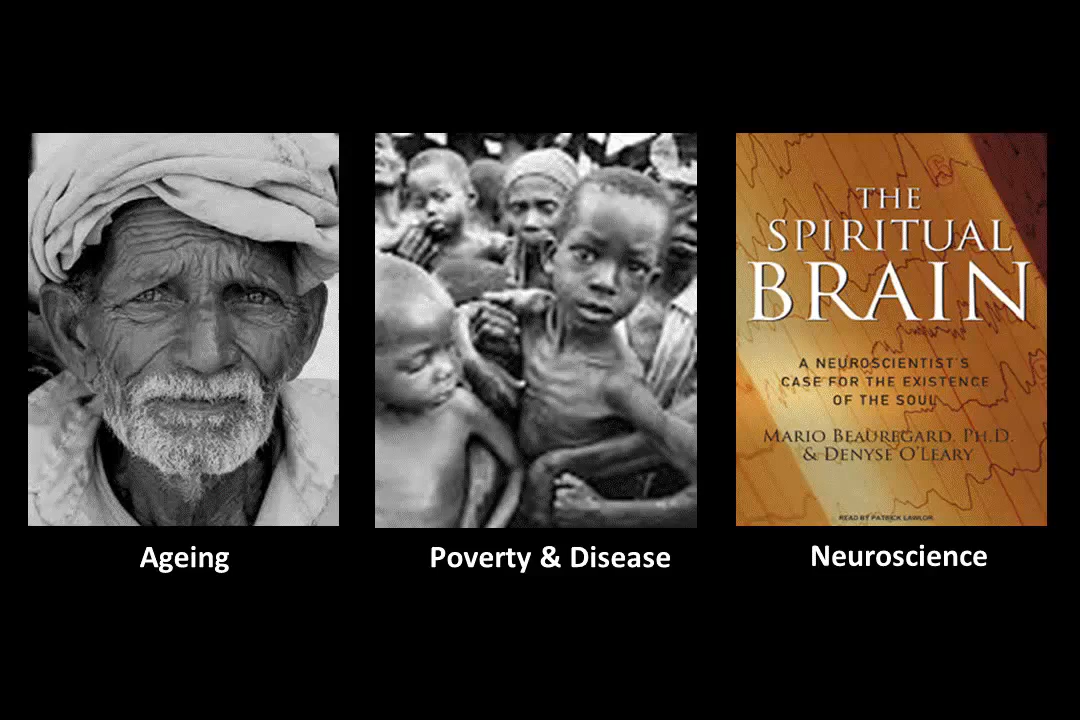 THE
SPIRITUAL
BRAIN
A NEUROSCIENTIST'S
CASE FOR THE EXISTENCE
OF THE SOUL
MARIO BEAUREGARD, PH.D.
& DENYSE O'LEARY
READ BY PATRICK LAWLOR
Ageing
Poverty & Disease
Neuroscience